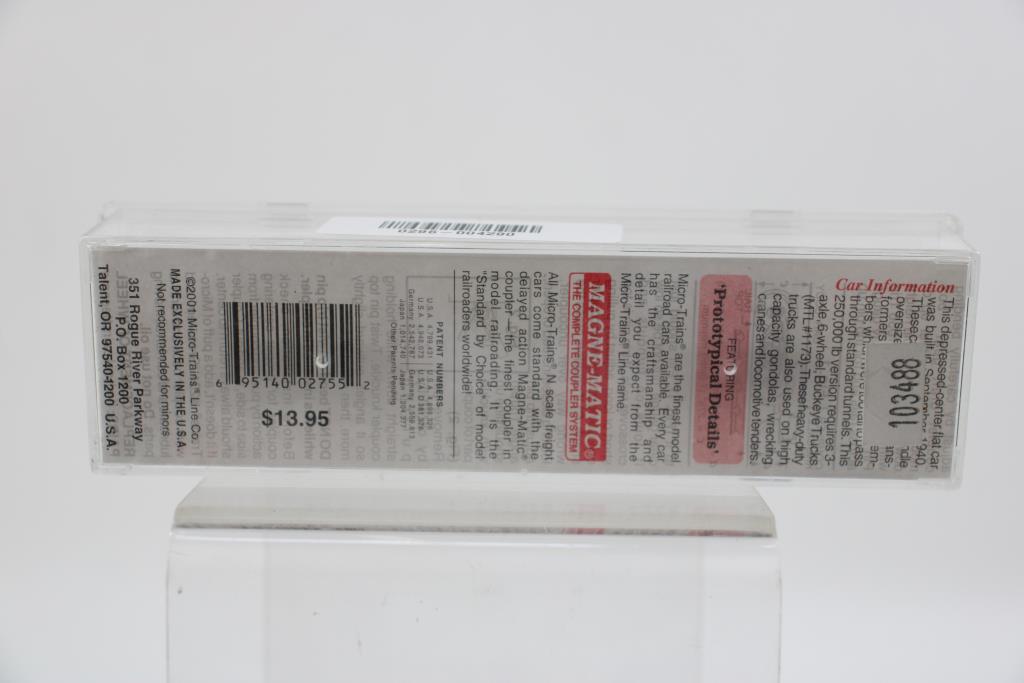 0286-004290
Car Information
This depressed-center flat car
was built in September 1940.
These
oversize
formers
bers
through standard tunnels. This
250,000 lb version requires 3-
axle, 6-wheel, Buckeye Trucks
(MTL #1173). These heavy-duty
trucks are also used on high
capacity gondolas, wrecking
cranes and locomotive tenders.
103488
FEATURING
'Prototypical Details'
Micro-Trains® are the finest model
railroad cars available. Every car
has the craftsmanship and
detail you expect from the
Micro-Trains® Line name.
MAGNE-MATIC®
THE COMPLETE COUPLER SYSTEM
All Micro-Trains® N scale freight
cars come standard with the
delayed action Magne-Matic®
coupler – the finest coupler in
model railroading. It is the
"Standard by Choice" of model
railroaders worldwide!
PATENT NUMBERS
Other Patents Pending
6 95140 02755 2
$13.95
©2001 Micro-Trains® Line Co.
MADE EXCLUSIVELY IN THE U.S.A.
Not recommended for minors.
351 Rogue River Parkway
P.O. Box 1200
Talent, OR 97540-1200 U.S.A.